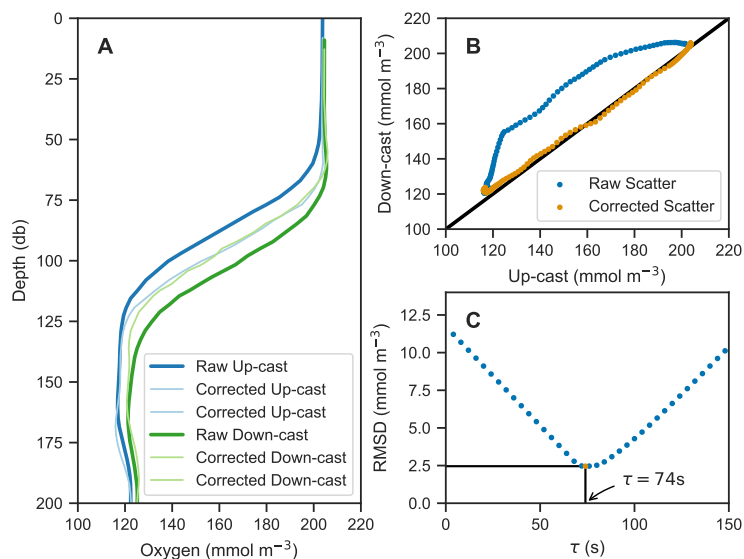 A
0
25
50
75
100
125
150
175
200
Depth (db)
100 120 140 160 180 200 220
Oxygen (mmol m⁻³)
Raw Up-cast
Corrected Up-cast
Corrected Up-cast
Raw Down-cast
Corrected Down-cast
Corrected Down-cast
B
220
200
180
160
140
120
100
Down-cast (mmol m⁻³)
100 120 140 160 180 200 220
Up-cast (mmol m⁻³)
Raw Scatter
Corrected Scatter
C
12.5
10.0
7.5
5.0
2.5
0.0
RMSD (mmol m⁻³)
τ = 74s
0 50 100 150
τ (s)